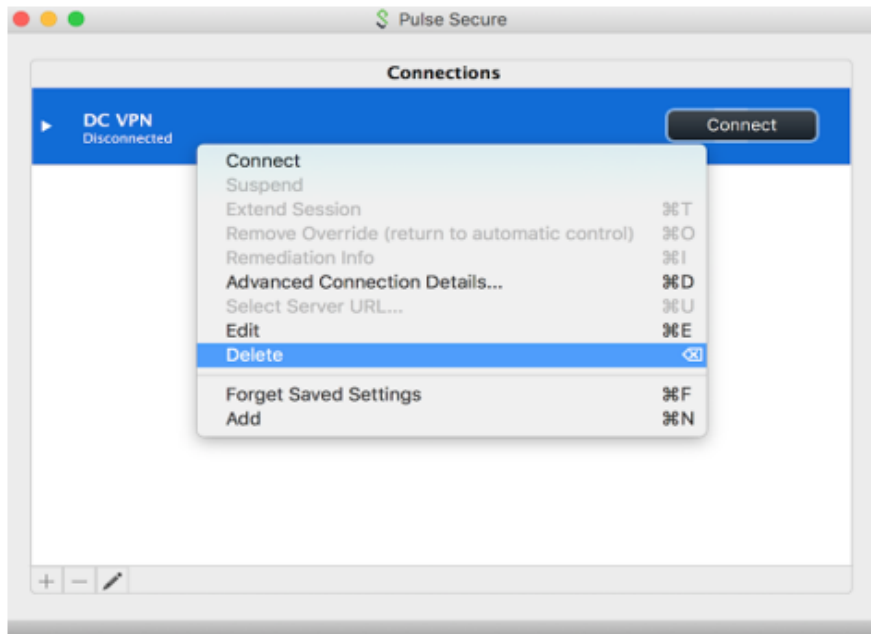 Pulse Secure
Connections
DC VPN
Disconnected
Connect
Connect
Suspend
Extend Session ⌘T
Remove Override (return to automatic control) ⌘O
Remediation Info ⌘I
Advanced Connection Details... ⌘D
Select Server URL... ⌘U
Edit ⌘E
Delete ⌫
Forget Saved Settings ⌘F
Add ⌘N